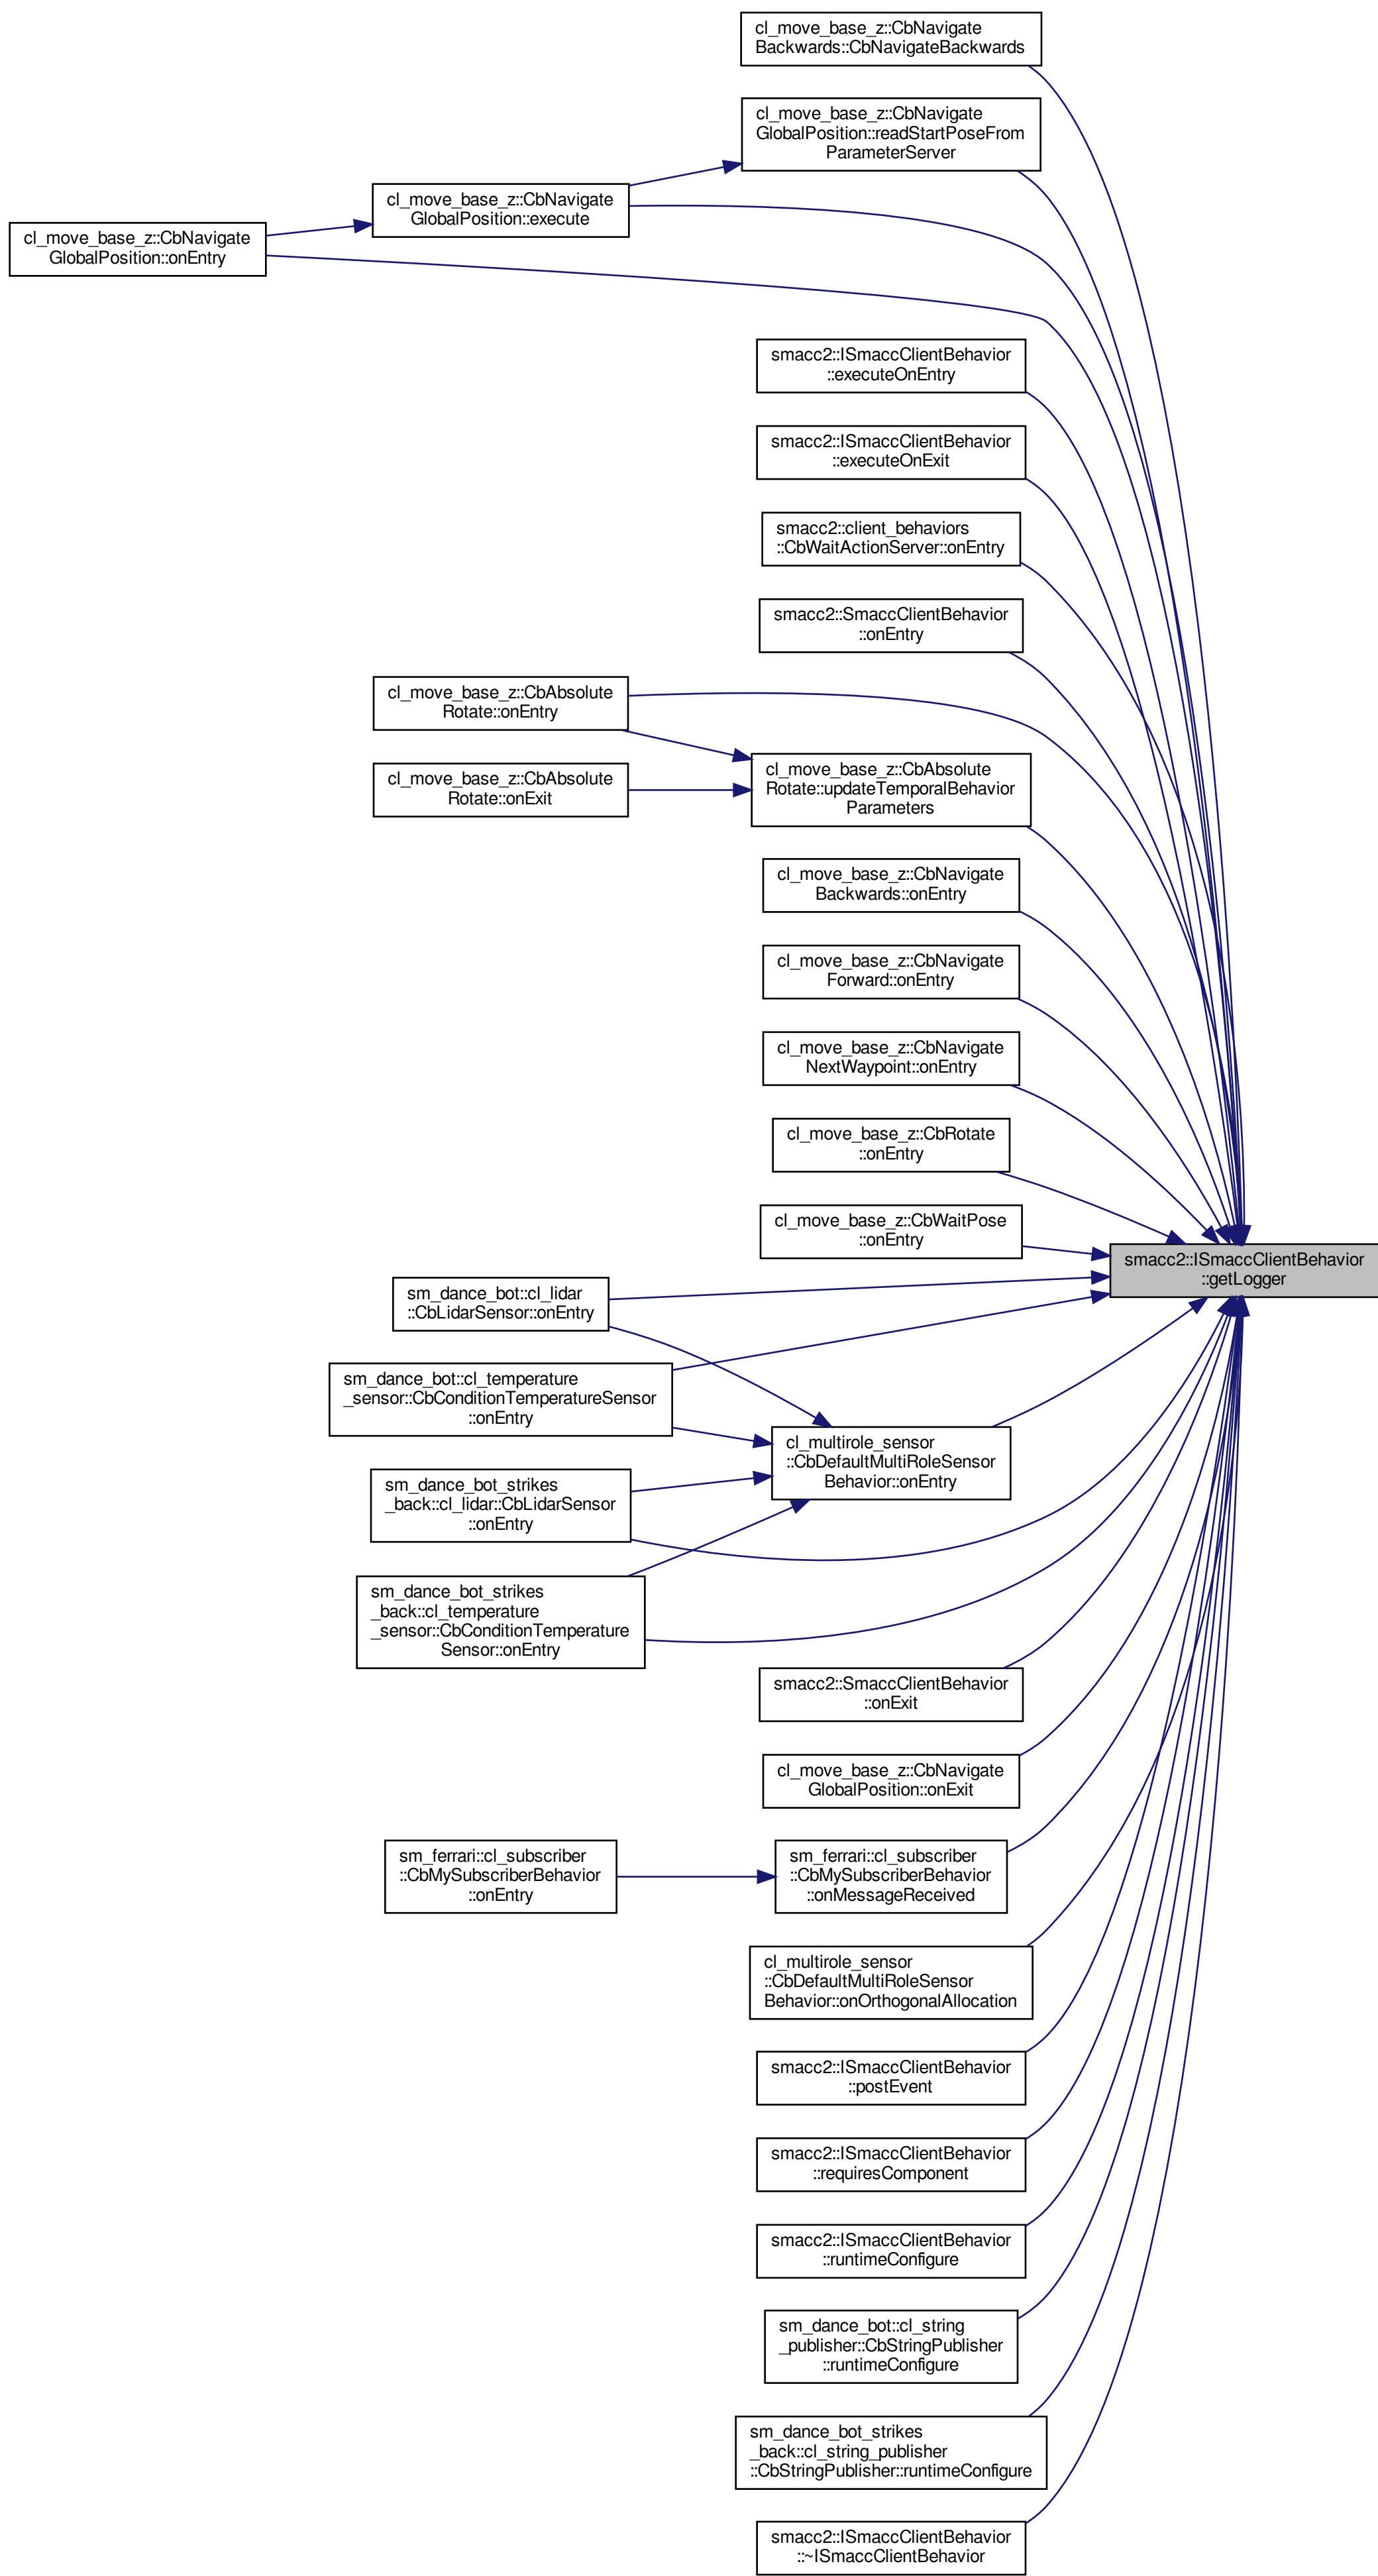 cl_move_base_z::CbNavigate
Backwards::CbNavigateBackwards
cl_move_base_z::CbNavigate
GlobalPosition::readStartPoseFrom
ParameterServer
cl_move_base_z::CbNavigate
GlobalPosition::execute
cl_move_base_z::CbNavigate
GlobalPosition::onEntry
smacc2::ISmaccClientBehavior
::executeOnEntry
smacc2::ISmaccClientBehavior
::executeOnExit
smacc2::client_behaviors
::CbWaitActionServer::onEntry
smacc2::SmaccClientBehavior
::onEntry
cl_move_base_z::CbAbsolute
Rotate::onEntry
cl_move_base_z::CbAbsolute
Rotate::updateTemporalBehavior
Parameters
cl_move_base_z::CbAbsolute
Rotate::onExit
cl_move_base_z::CbNavigate
Backwards::onEntry
cl_move_base_z::CbNavigate
Forward::onEntry
cl_move_base_z::CbNavigate
NextWaypoint::onEntry
cl_move_base_z::CbRotate
::onEntry
cl_move_base_z::CbWaitPose
::onEntry
smacc2::ISmaccClientBehavior
::getLogger
sm_dance_bot::cl_lidar
::CbLidarSensor::onEntry
sm_dance_bot::cl_temperature
_sensor::CbConditionTemperatureSensor
::onEntry
cl_multirole_sensor
::CbDefaultMultiRoleSensor
Behavior::onEntry
sm_dance_bot_strikes
_back::cl_lidar::CbLidarSensor
::onEntry
sm_dance_bot_strikes
_back::cl_temperature
_sensor::CbConditionTemperature
Sensor::onEntry
smacc2::SmaccClientBehavior
::onExit
cl_move_base_z::CbNavigate
GlobalPosition::onExit
sm_ferrari::cl_subscriber
::CbMySubscriberBehavior
::onEntry
sm_ferrari::cl_subscriber
::CbMySubscriberBehavior
::onMessageReceived
cl_multirole_sensor
::CbDefaultMultiRoleSensor
Behavior::onOrthogonalAllocation
smacc2::ISmaccClientBehavior
::postEvent
smacc2::ISmaccClientBehavior
::requiresComponent
smacc2::ISmaccClientBehavior
::runtimeConfigure
sm_dance_bot::cl_string
_publisher::CbStringPublisher
::runtimeConfigure
sm_dance_bot_strikes
_back::cl_string_publisher
::CbStringPublisher::runtimeConfigure
smacc2::ISmaccClientBehavior
::~ISmaccClientBehavior